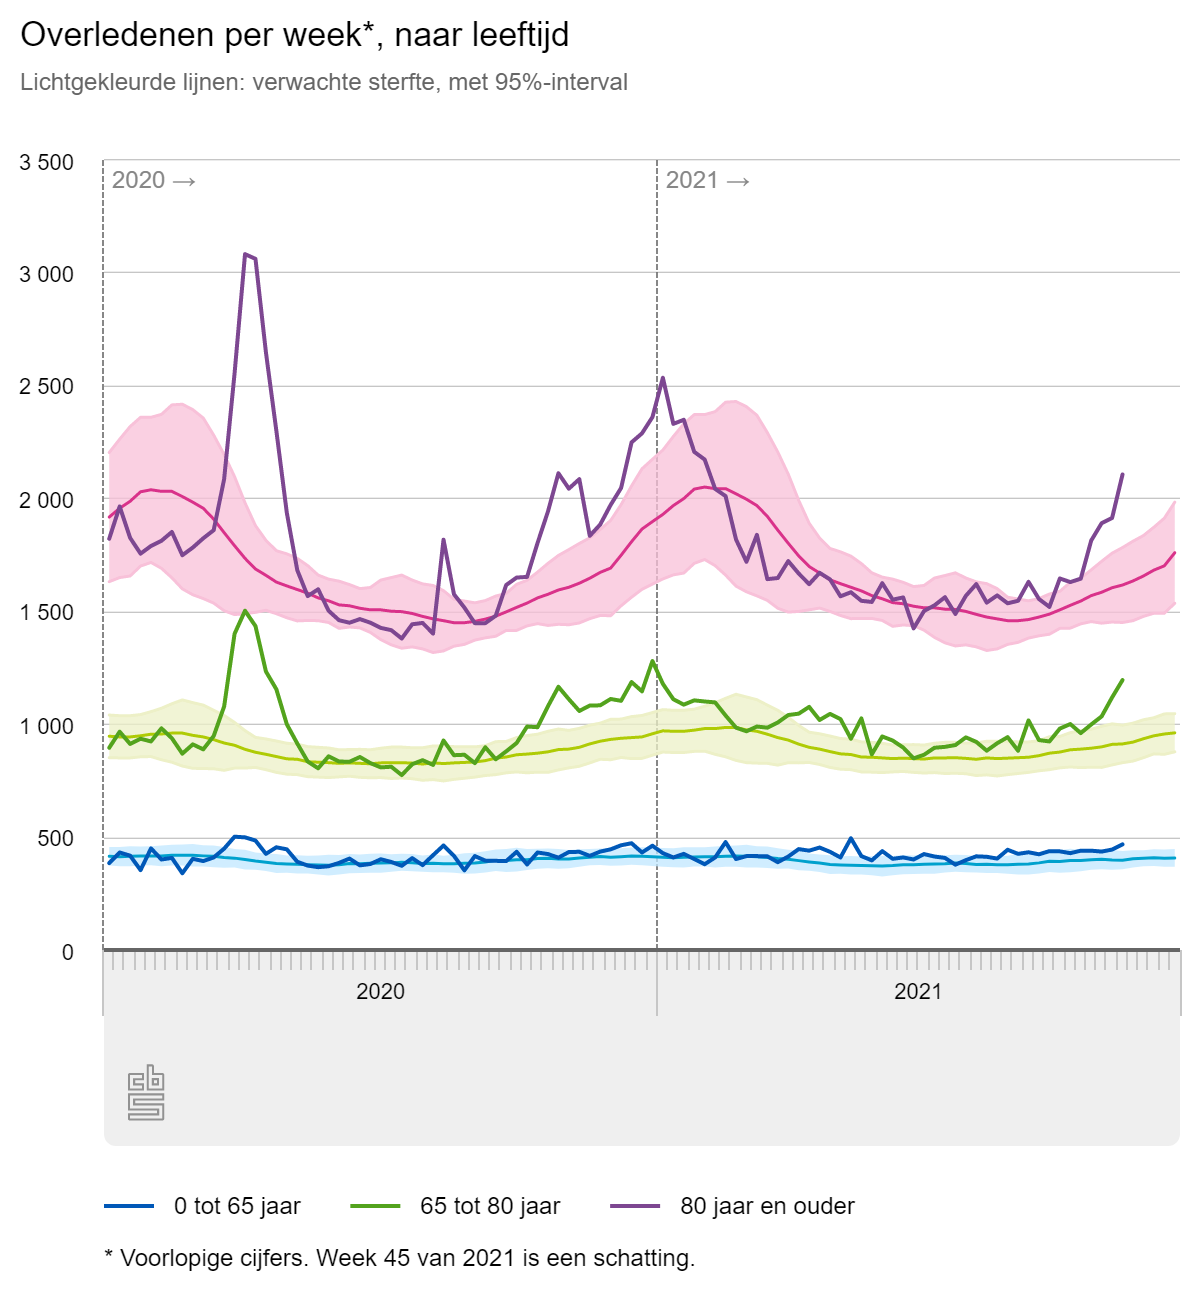 Overledenen per week*, naar leeftijd
Lichtgekleurde lijnen: verwachte sterfte, met 95%-interval
3 500
2020 →
2021 →
3 000
2 500
2 000
1 500
1 000
500
0
2020
2021
cbs
0 tot 65 jaar
65 tot 80 jaar
80 jaar en ouder
* Voorlopige cijfers. Week 45 van 2021 is een schatting.